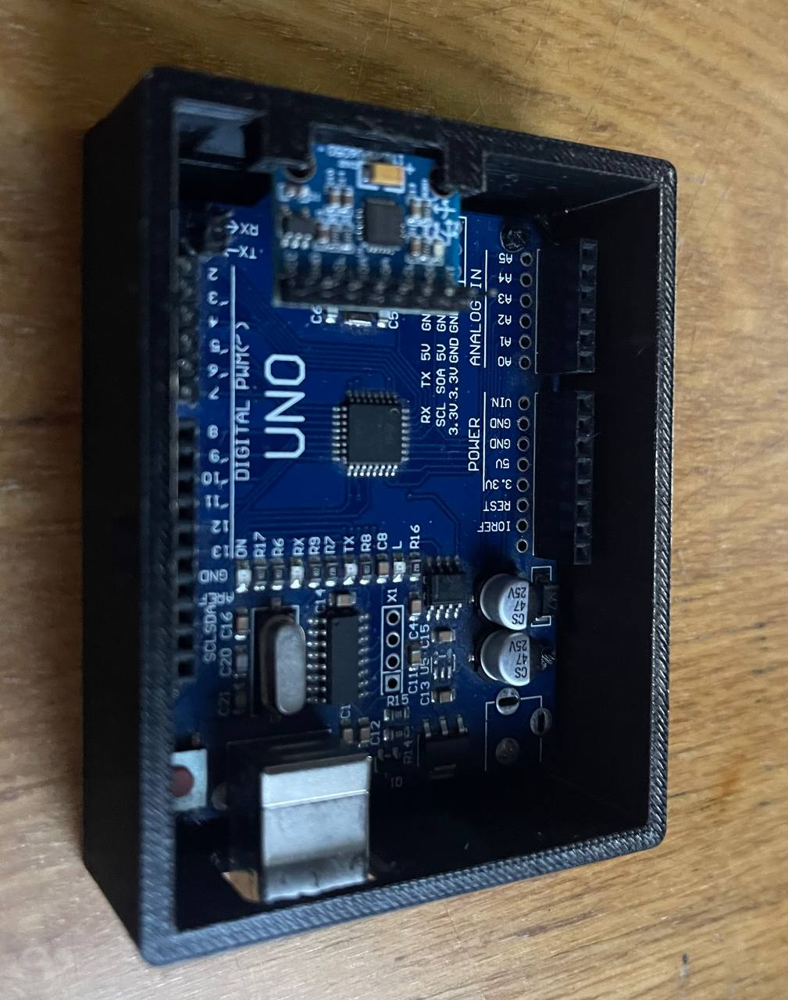 RX
TX
2
~3
4
~5
~6
7
8
~9
~10
~11
12
13
GND
SDA
SCL
DIGITAL PWM(~)
UNO
C6
C5
RX TX 5V GN
SCL SDA 5V GN
3.3V 3.3V GND GND
ANALOG IN
A5
A4
A3
A2
A1
A0
POWER
VIN
GND
GND
5V
3.3V
REST
IOREF
ON
R17
R6
RX
R9
R7
TX
R8
C8
L
R16
C16
C20
C21
C14
X1
C4
C15
U5
C11
C13
R15
C1
C12
R14
CS
47
25V
CS
47
25V